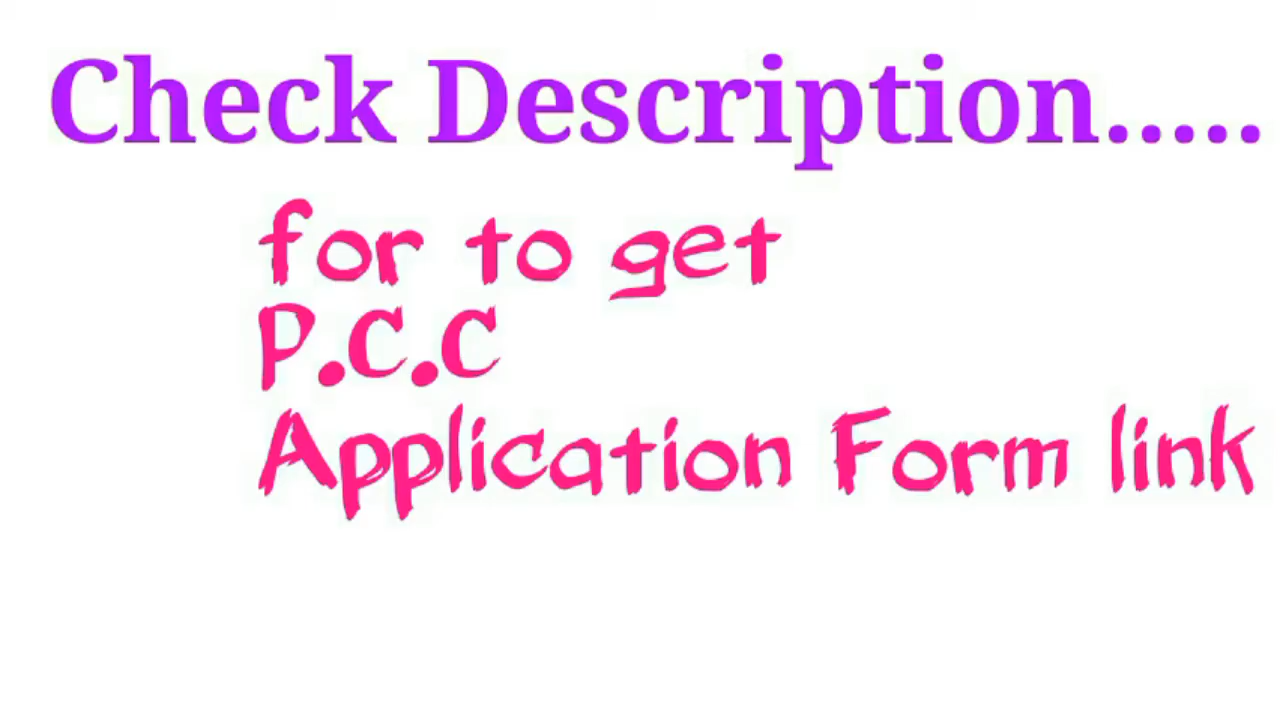 Check Description.....
for to get
P.C.C
Application Form link